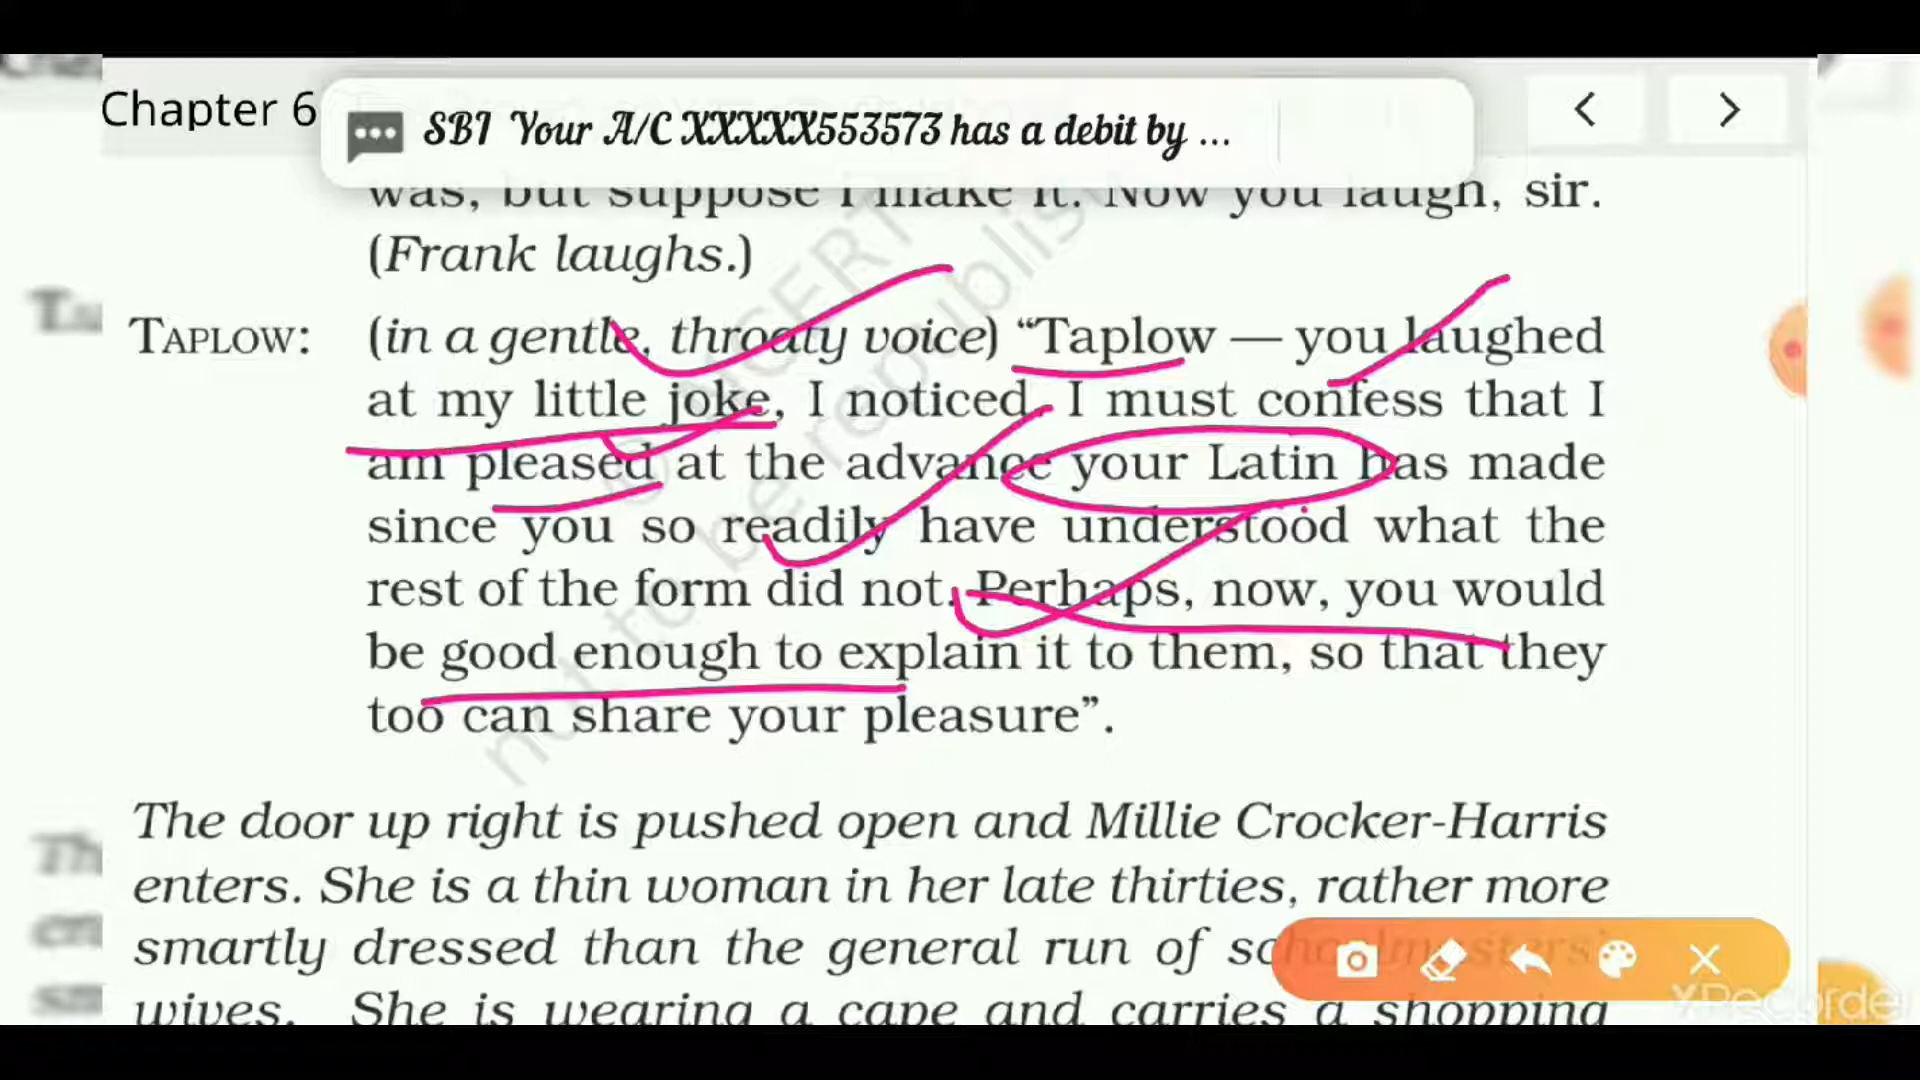 Chapter 6
SBI Your A/C XXXXX553573 has a debit by ...
was, but suppose I make it. Now you laugh, sir.
(Frank laughs.)
TAPLOW: (in a gentle, throaty voice) “Taplow — you laughed
at my little joke, I noticed. I must confess that I
am pleased at the advance your Latin has made
since you so readily have understood what the
rest of the form did not. Perhaps, now, you would
be good enough to explain it to them, so that they
too can share your pleasure”.
The door up right is pushed open and Millie Crocker-Harris
enters. She is a thin woman in her late thirties, rather more
smartly dressed than the general run of schoolmasters’
wives. She is wearing a cape and carries a shopping
© NCERT
not to be republish
XRecorder